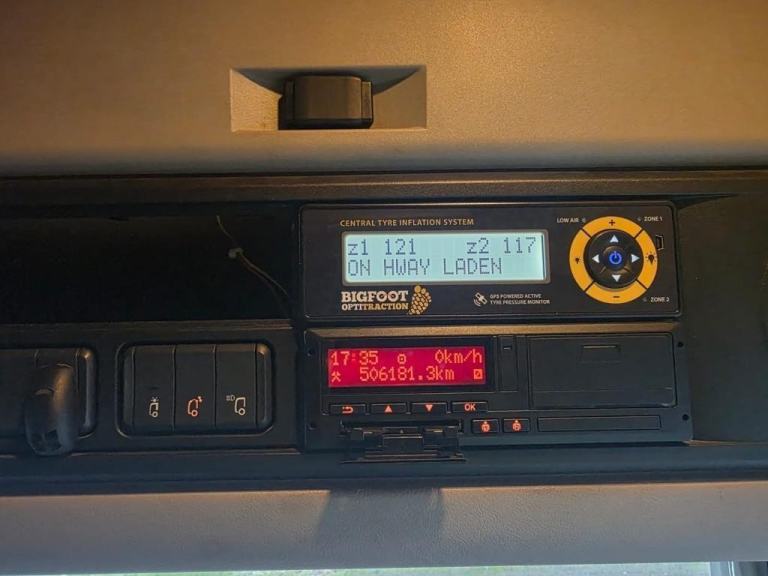 CENTRAL TYRE INFLATION SYSTEM
z1 121 z2 117
ON HWAY LADEN
BIGFOOT
OPTITRACTION
GPS POWERED ACTIVE
TYRE PRESSURE MONITOR
LOW AIR
ZONE 1
ZONE 2
17:35 0km/h
506181.3km
OK